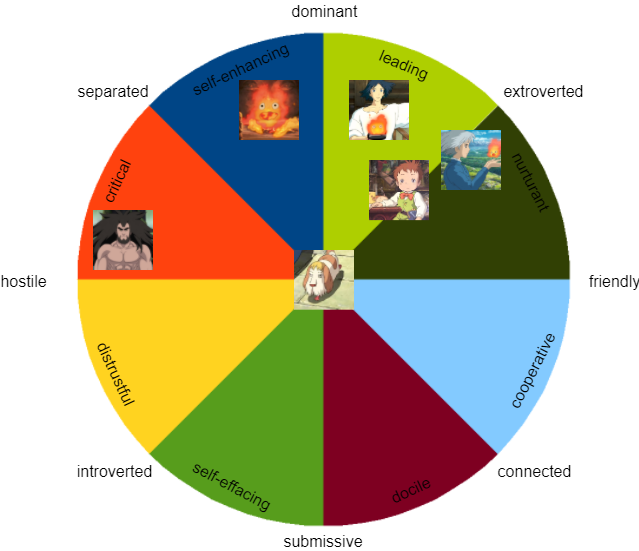 dominant
self-enhancing
leading
separated
extroverted
critical
nurturant
hostile
friendly
distrustful
cooperative
introverted
connected
self-effacing
docile
submissive